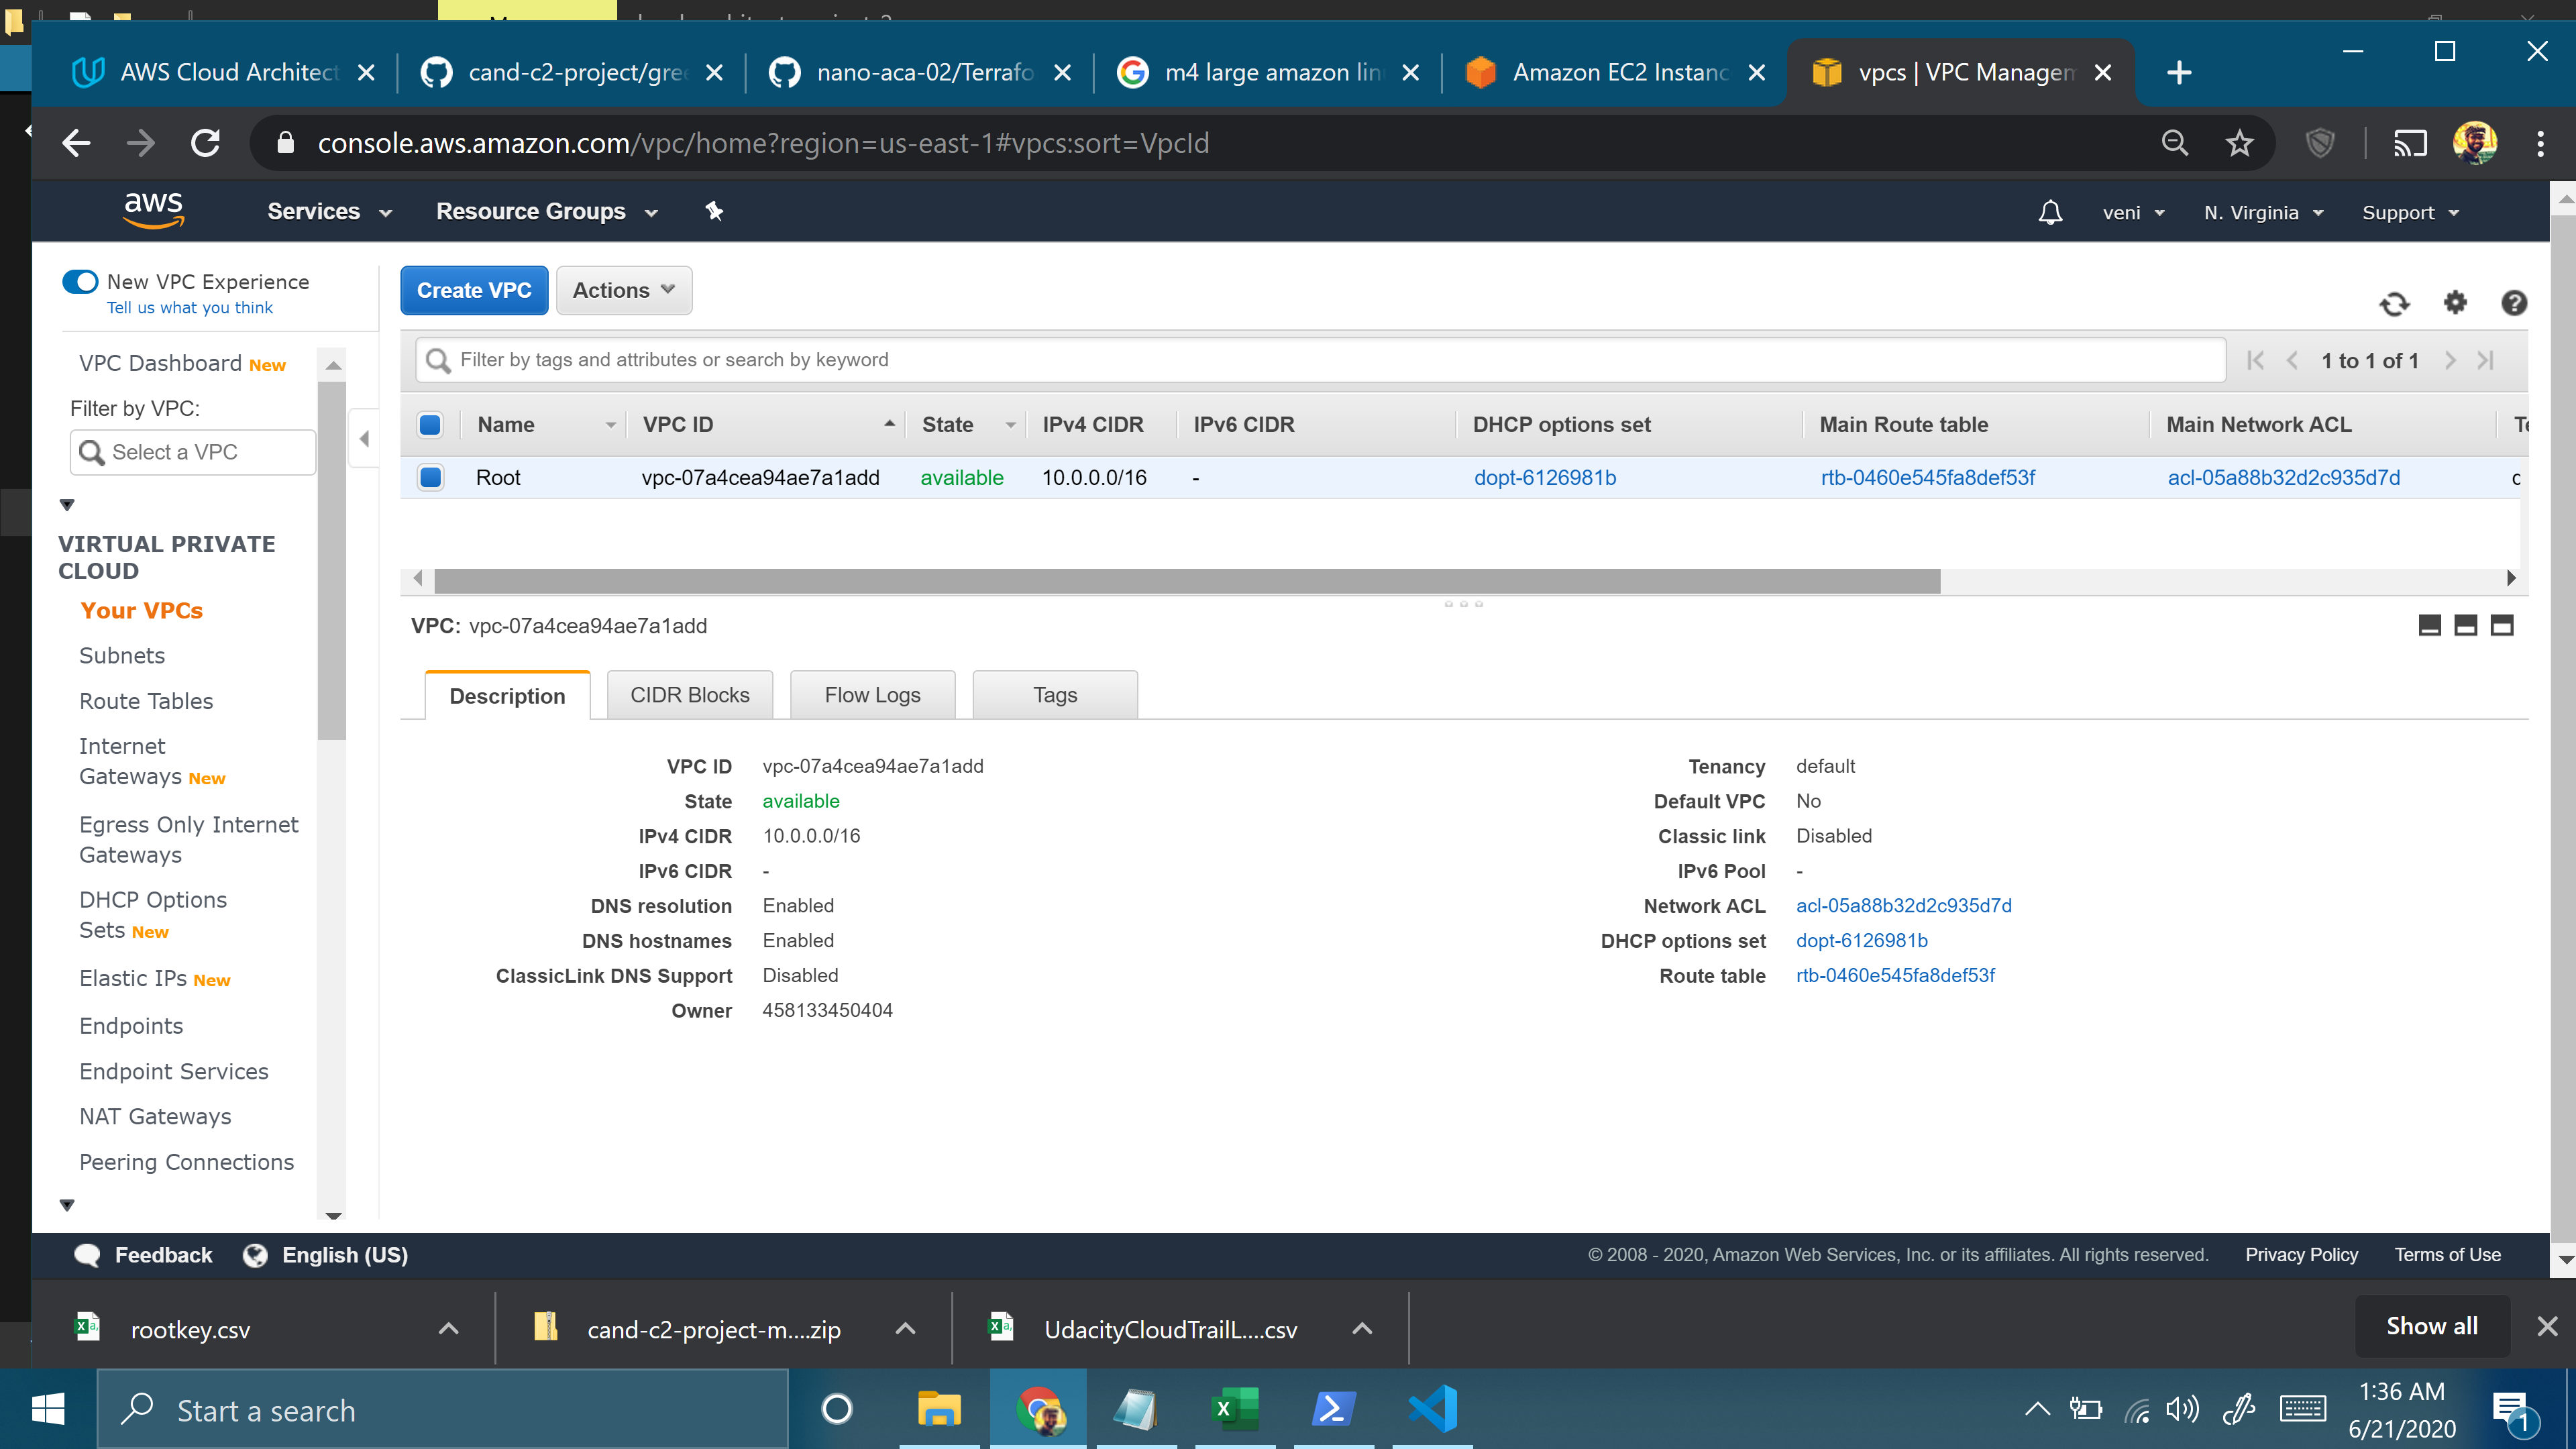 AWS Cloud Architect
cand-c2-project/gree
nano-aca-02/Terrafo
m4 large amazon lin
Amazon EC2 Instanc
vpcs | VPC Managem
console.aws.amazon.com/vpc/home?region=us-east-1#vpcs:sort=VpcId
aws Services Resource Groups veni N. Virginia Support
New VPC Experience
Tell us what you think
VPC Dashboard New
Filter by VPC:
Select a VPC
VIRTUAL PRIVATE
CLOUD
Your VPCs
Subnets
Route Tables
Internet
Gateways New
Egress Only Internet
Gateways
DHCP Options
Sets New
Elastic IPs New
Endpoints
Endpoint Services
NAT Gateways
Peering Connections
Create VPC Actions
Filter by tags and attributes or search by keyword 1 to 1 of 1
Name VPC ID State IPv4 CIDR IPv6 CIDR DHCP options set Main Route table Main Network ACL Te
Root vpc-07a4cea94ae7a1add available 10.0.0.0/16 - dopt-6126981b rtb-0460e545fa8def53f acl-05a88b32d2c935d7d
VPC: vpc-07a4cea94ae7a1add
Description CIDR Blocks Flow Logs Tags
VPC ID vpc-07a4cea94ae7a1add
State available
IPv4 CIDR 10.0.0.0/16
IPv6 CIDR -
DNS resolution Enabled
DNS hostnames Enabled
ClassicLink DNS Support Disabled
Owner 458133450404
Tenancy default
Default VPC No
Classic link Disabled
IPv6 Pool -
Network ACL acl-05a88b32d2c935d7d
DHCP options set dopt-6126981b
Route table rtb-0460e545fa8def53f
Feedback English (US) © 2008 - 2020, Amazon Web Services, Inc. or its affiliates. All rights reserved. Privacy Policy Terms of Use
rootkey.csv cand-c2-project-m....zip UdacityCloudTrailL....csv Show all
Start a search
1:36 AM
6/21/2020
1